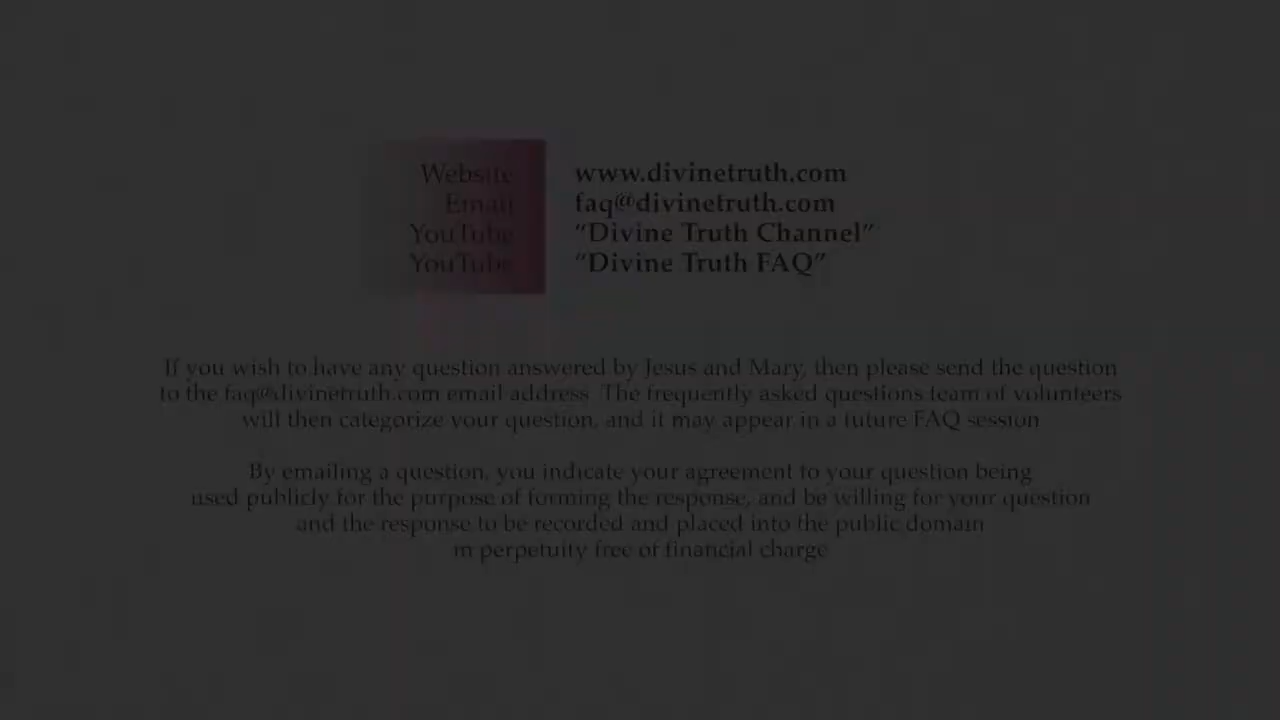 Website www.divinetruth.com
Email faq@divinetruth.com
YouTube “Divine Truth Channel”
YouTube “Divine Truth FAQ”
If you wish to have any question answered by Jesus and Mary, then please send the question
to the faq@divinetruth.com email address. The frequently asked questions team of volunteers
will then categorize your question, and it may appear in a future FAQ session
By emailing a question, you indicate your agreement to your question being
used publicly for the purpose of forming the response, and be willing for your question
and the response to be recorded and placed into the public domain
in perpetuity free of financial charge